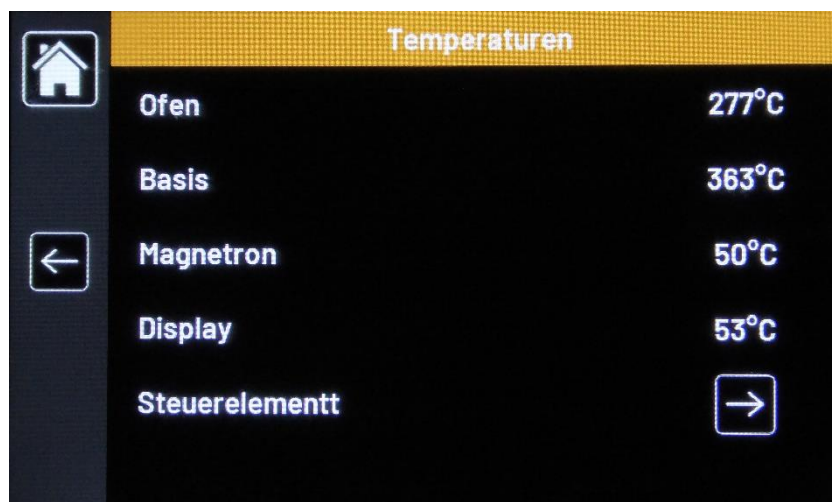 Temperaturen
Ofen 277°C
Basis 363°C
Magnetron 50°C
Display 53°C
Steuerelementt